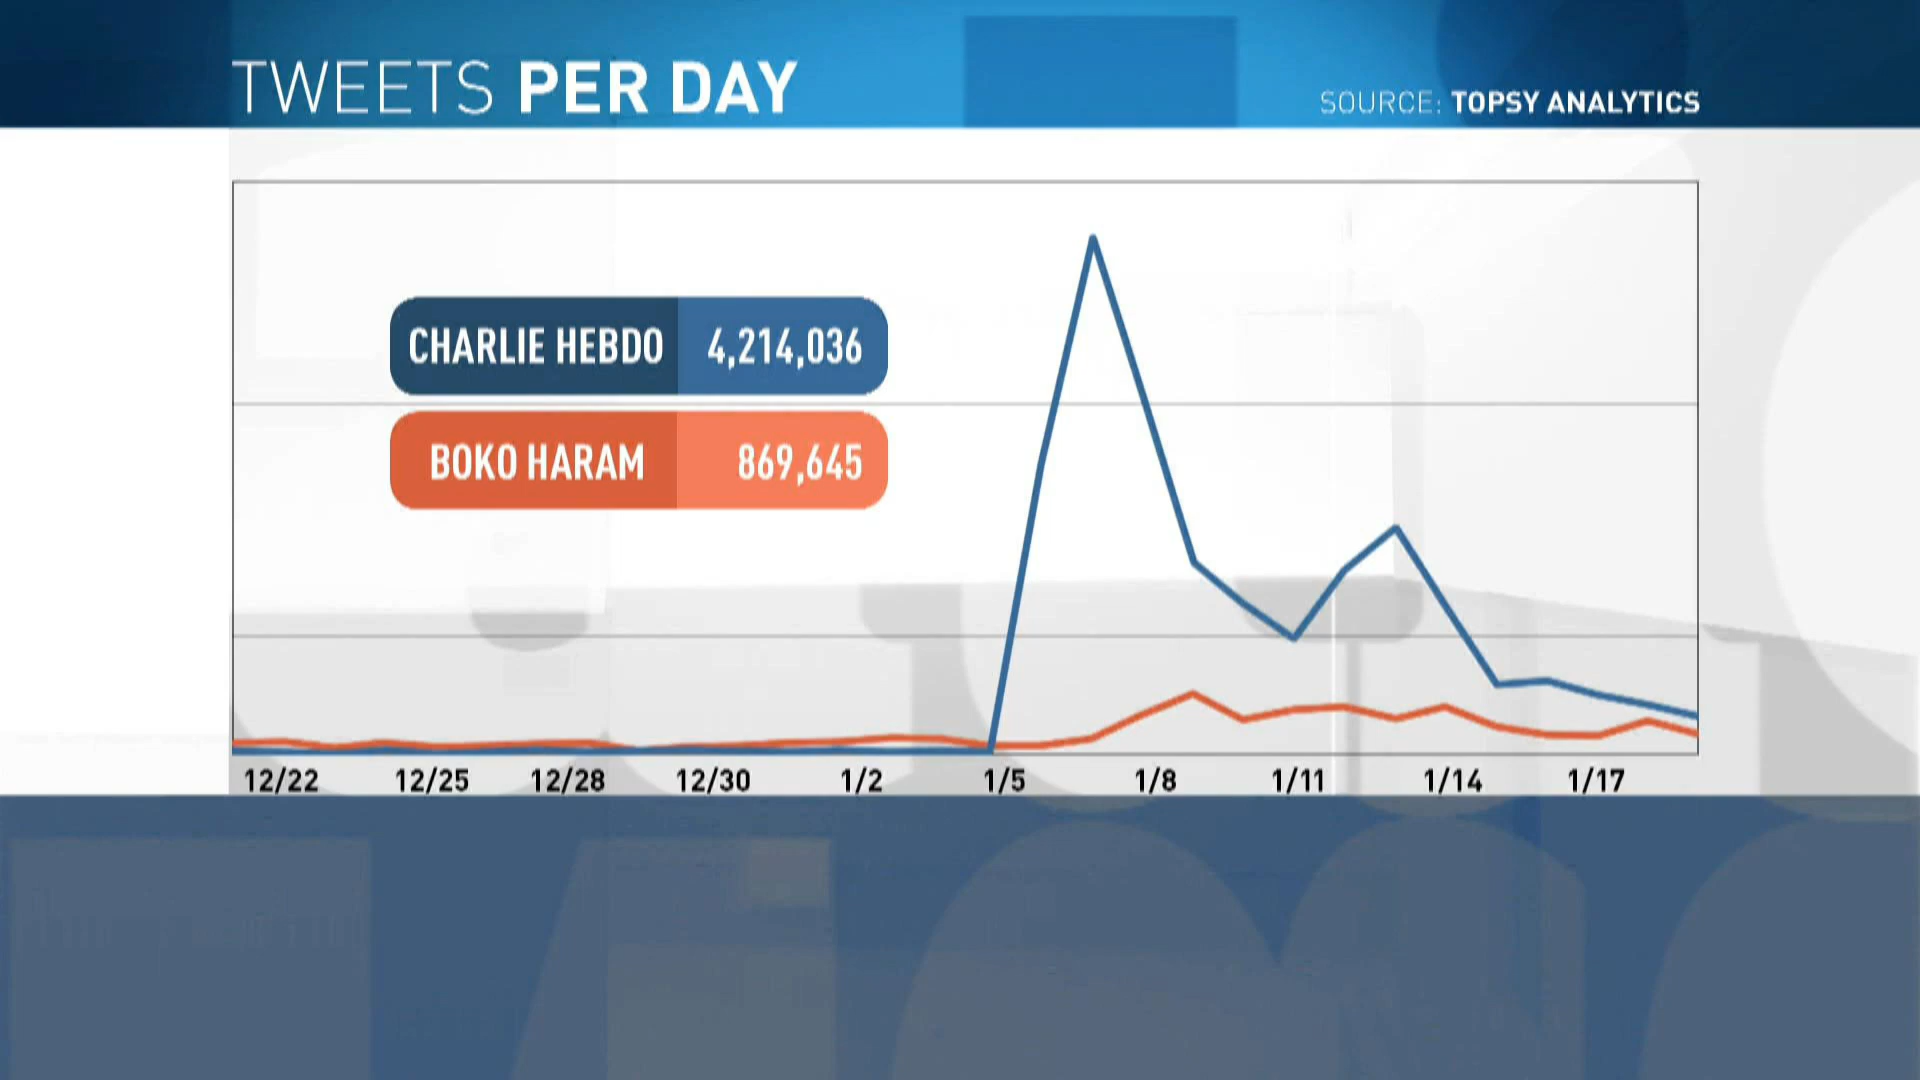 TWEETS PER DAY
SOURCE: TOPSY ANALYTICS
CHARLIE HEBDO 4,214,036
BOKO HARAM 869,645
12/22 12/25 12/28 12/30 1/2 1/5 1/8 1/11 1/14 1/17